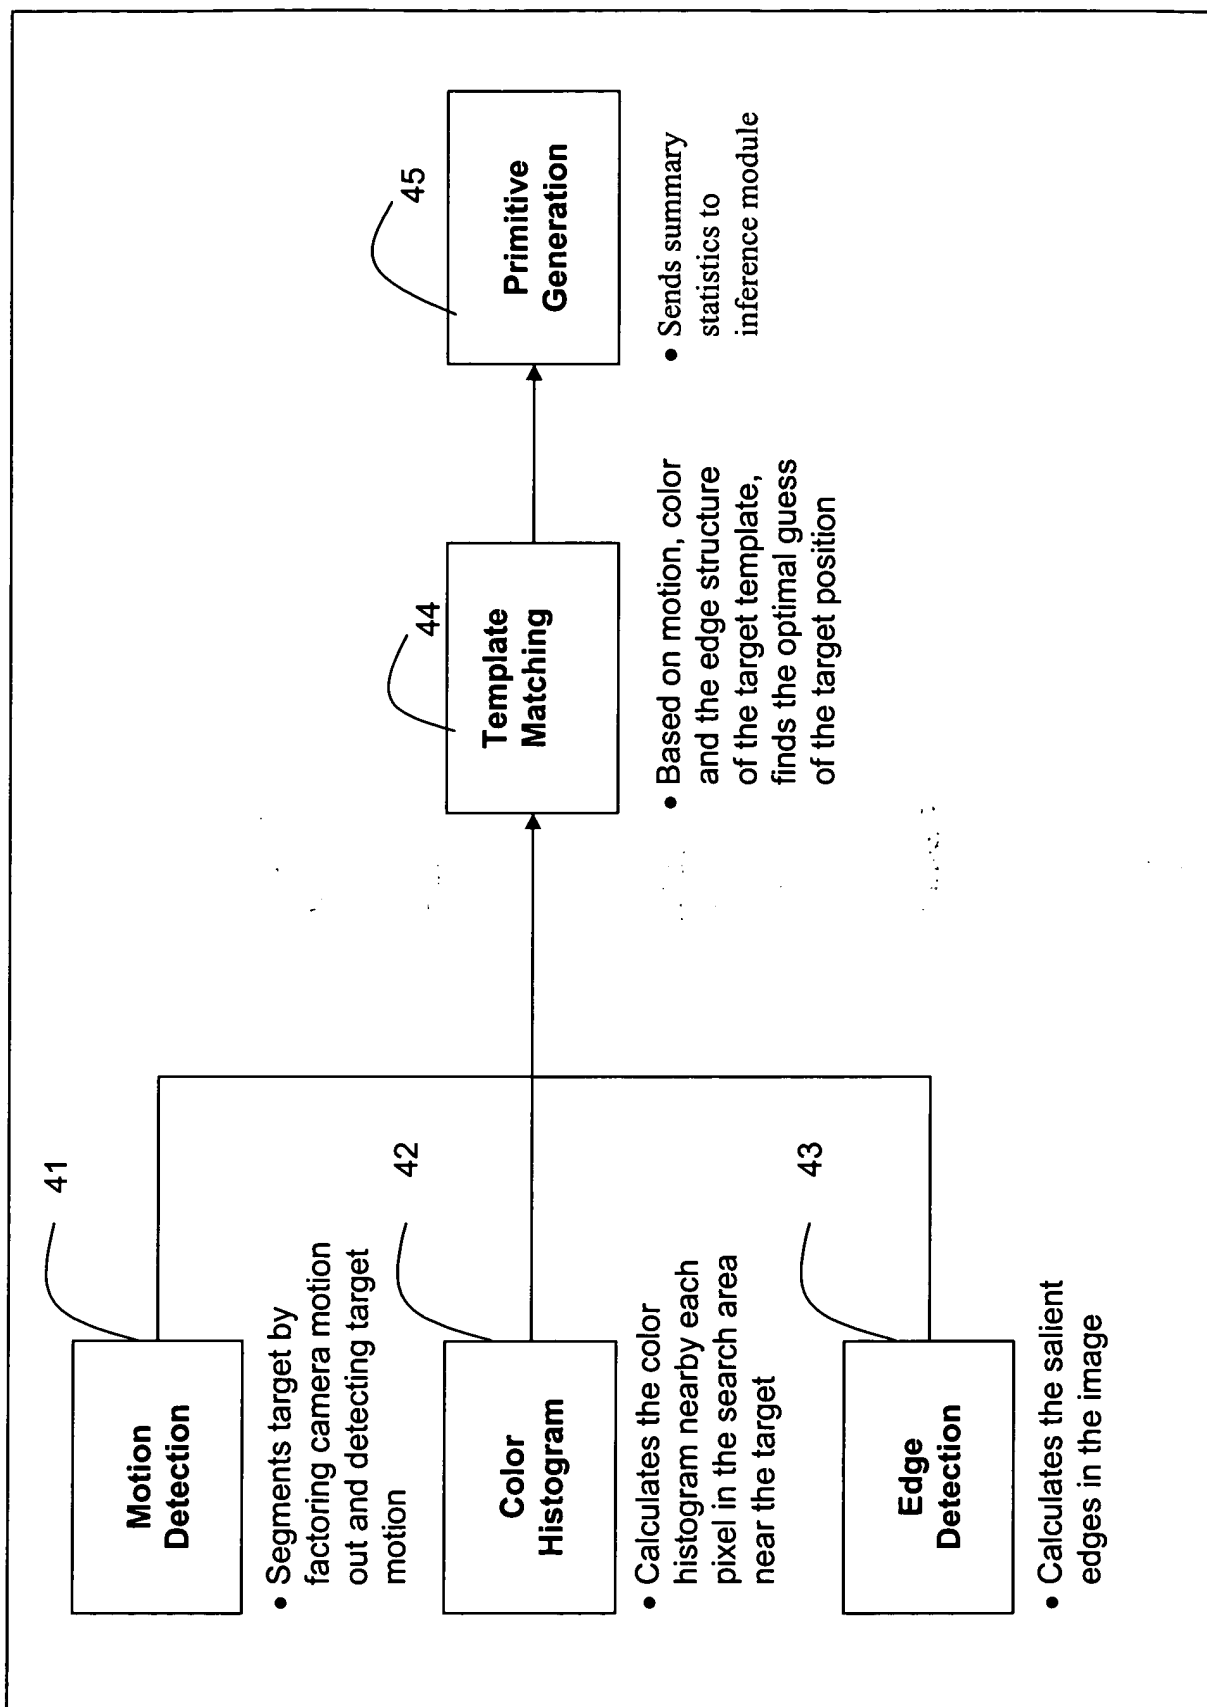 41
Motion
Detection
• Segments target by
factoring camera motion
out and detecting target
motion
42
Color
Histogram
• Calculates the color
histogram nearby each
pixel in the search area
near the target
43
Edge
Detection
• Calculates the salient
edges in the image
44
Template
Matching
• Based on motion, color
and the edge structure
of the target template,
finds the optimal guess
of the target position
45
Primitive
Generation
• Sends summary
statistics to
inference module